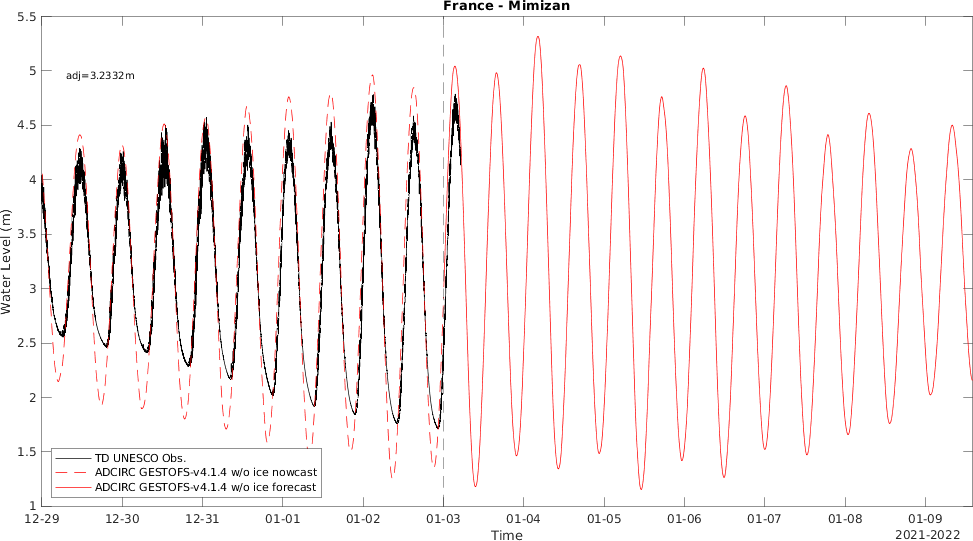 France - Mimizan
5.5
5
adj=3.2332m
4.5
4
3.5
3
2.5
2
1.5
1
Water Level (m)
TD UNESCO Obs.
ADCIRC GESTOFS-v4.1.4 w/o ice nowcast
ADCIRC GESTOFS-v4.1.4 w/o ice forecast
12-29 12-30 12-31 01-01 01-02 01-03 01-04 01-05 01-06 01-07 01-08 01-09
Time
2021-2022